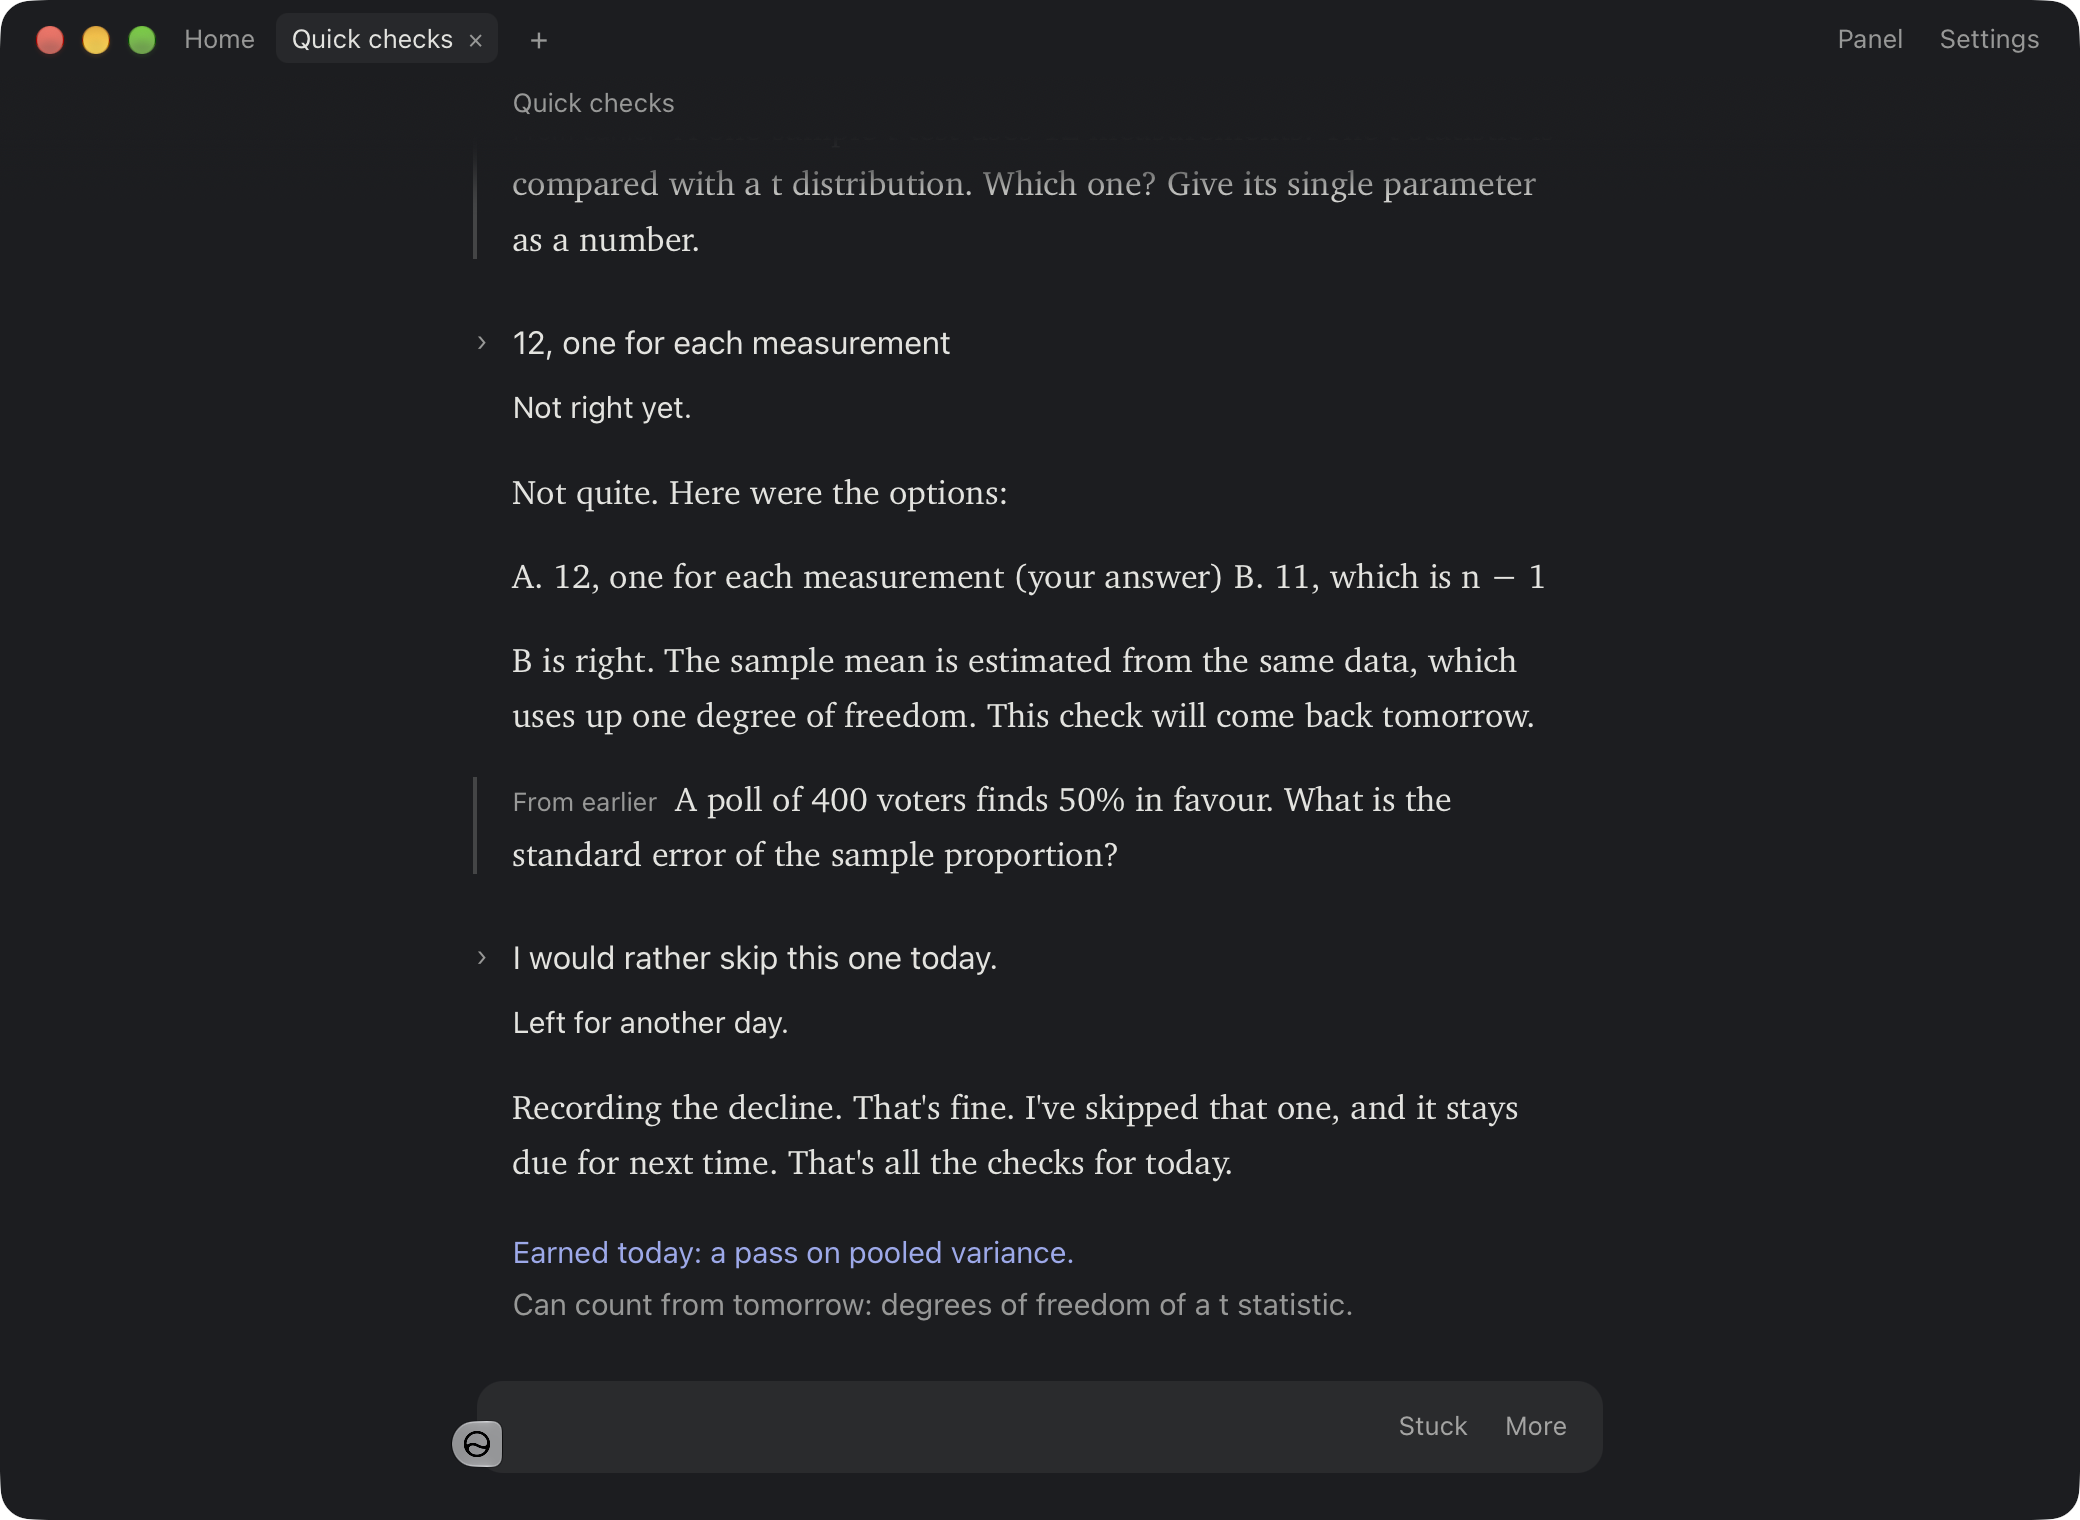 Home
Quick checks ×
+
Panel
Settings
Quick checks
compared with a t distribution. Which one? Give its single parameter
as a number.
› 12, one for each measurement
Not right yet.
Not quite. Here were the options:
A. 12, one for each measurement (your answer) B. 11, which is n − 1
B is right. The sample mean is estimated from the same data, which
uses up one degree of freedom. This check will come back tomorrow.
From earlier A poll of 400 voters finds 50% in favour. What is the
standard error of the sample proportion?
› I would rather skip this one today.
Left for another day.
Recording the decline. That's fine. I've skipped that one, and it stays
due for next time. That's all the checks for today.
Earned today: a pass on pooled variance.
Can count from tomorrow: degrees of freedom of a t statistic.
Stuck
More